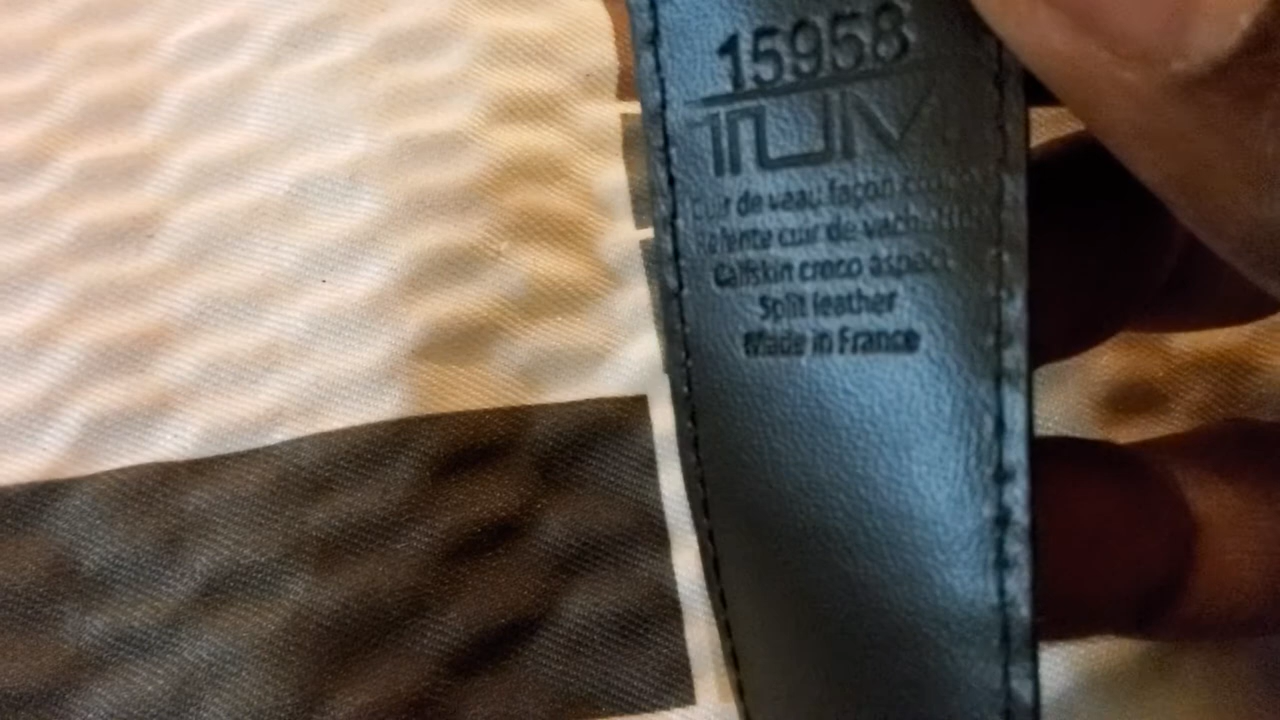 15958
TUMI
Cuir de veau façon
Refente cuir de vachette
Calfskin croco aspect
Split leather
Made in France